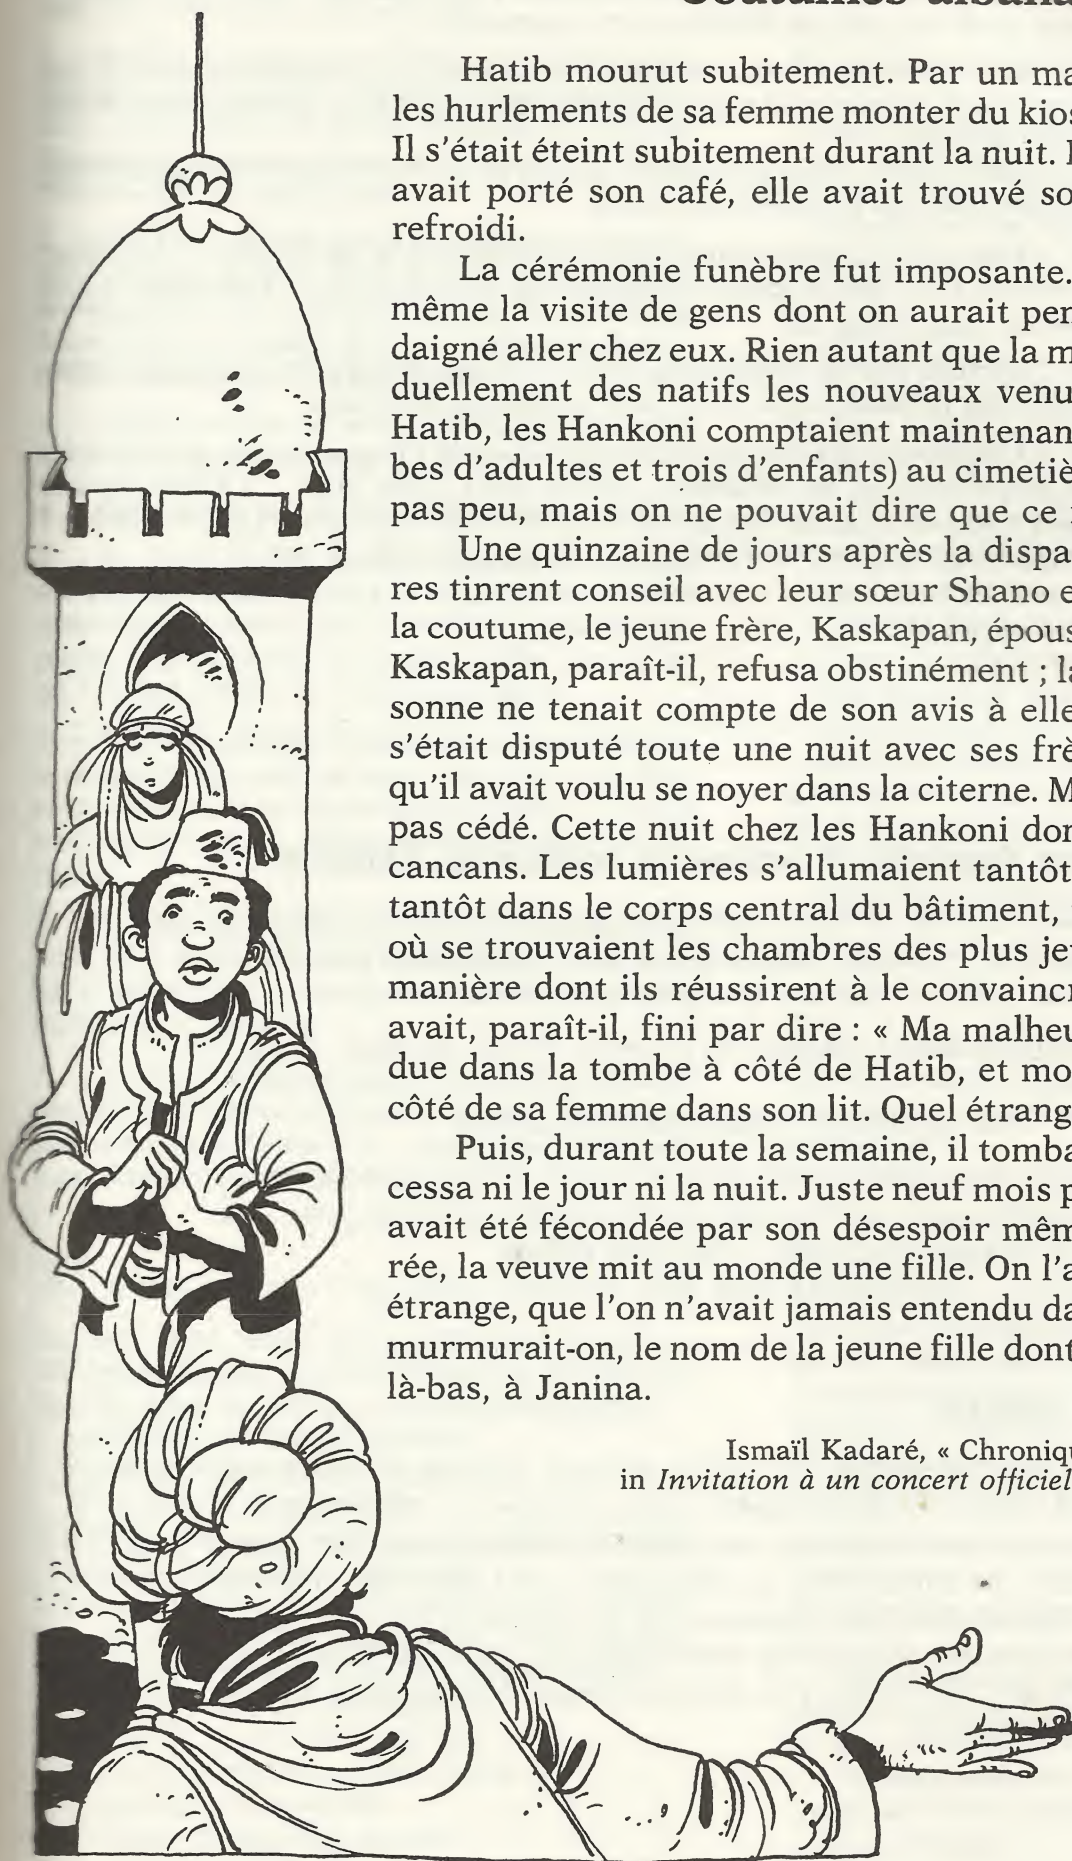 Hatib mourut subitement. Par un ma
les hurlements de sa femme monter du kios
Il s'était éteint subitement durant la nuit.
avait porté son café, elle avait trouvé so
refroidi.
La cérémonie funèbre fut imposante.
même la visite de gens dont on aurait pen
daigné aller chez eux. Rien autant que la m
duellement des natifs les nouveaux venu
Hatib, les Hankoni comptaient maintenan
bes d'adultes et trois d'enfants) au cimetiè
pas peu, mais on ne pouvait dire que ce
Une quinzaine de jours après la dispa
res tinrent conseil avec leur sœur Shano e
la coutume, le jeune frère, Kaskapan, épous
Kaskapan, paraît-il, refusa obstinément ; la
sonne ne tenait compte de son avis à elle
s'était disputé toute une nuit avec ses frè
qu'il avait voulu se noyer dans la citerne. M
pas cédé. Cette nuit chez les Hankoni don
cancans. Les lumières s'allumaient tantôt
tantôt dans le corps central du bâtiment,
où se trouvaient les chambres des plus jeu
manière dont ils réussirent à le convaincr
avait, paraît-il, fini par dire : « Ma malheu
due dans la tombe à côté de Hatib, et mo
côté de sa femme dans son lit. Quel étrang
Puis, durant toute la semaine, il tomba
cessa ni le jour ni la nuit. Juste neuf mois p
avait été fécondée par son désespoir mêm
rée, la veuve mit au monde une fille. On l'a
étrange, que l'on n'avait jamais entendu da
murmurait-on, le nom de la jeune fille dont
là-bas, à Janina.
Ismaïl Kadaré, « Chroniqu
in Invitation à un concert officiel